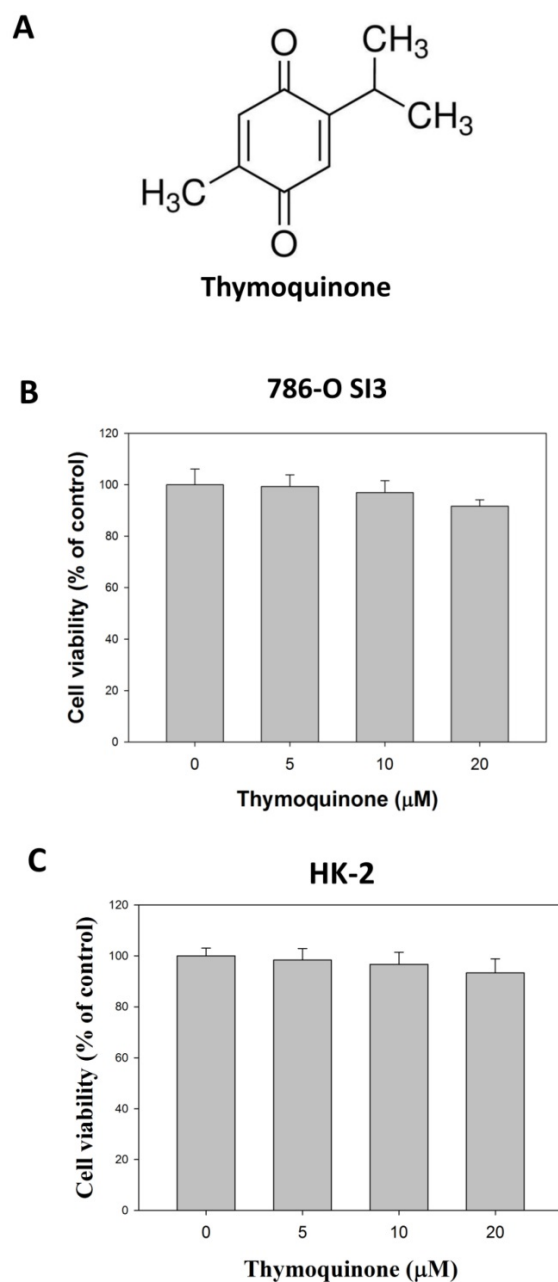 A
O
CH₃
CH₃
H₃C
O
Thymoquinone
B
786-O SI3
Cell viability (% of control)
120
100
80
60
40
20
0
0 5 10 20
Thymoquinone (μM)
C
HK-2
Cell viability (% of control)
120
100
80
60
40
20
0
0 5 10 20
Thymoquinone (μM)